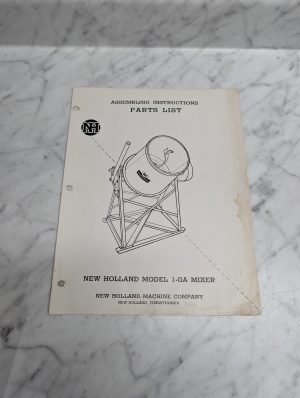 ASSEMBLING INSTRUCTIONS
PARTS LIST
NEW HOLLAND MODEL 1-GA MIXER
NEW HOLLAND MACHINE COMPANY
NEW HOLLAND, PENNSYLVANIA